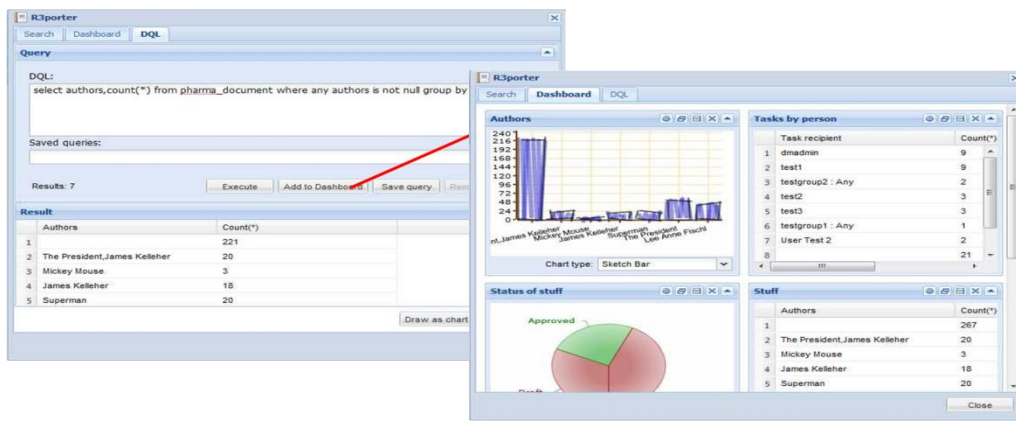 R3porter
Search Dashboard DQL
Query
DQL:
select authors,count(*) from pharma_document where any authors is not null group by
Saved queries:
Results: 7 Execute Add to Dashboard Save query
Result
Authors Count(*)
1 221
2 The President,James Kelleher 20
3 Mickey Mouse 3
4 James Kelleher 18
5 Superman 20
Draw as chart
R3porter
Search Dashboard DQL
Authors
240
216
192
168
144
120
96
72
48
24
0
nt,James Kelleher Mickey Mouse James Kelleher Superman The President Lee Anne Fischl
Chart type: Sketch Bar
Tasks by person
Task recipient Count(*)
1 dmadmin 9
2 test1 9
3 testgroup2 : Any 2
4 test2 3
5 test3 3
6 testgroup1 : Any 1
7 User Test 2 2
8 21
Status of stuff
Approved
Draft
Stuff
Authors Count(*)
1 267
2 The President,James Kelleher 20
3 Mickey Mouse 3
4 James Kelleher 18
5 Superman 20
Close